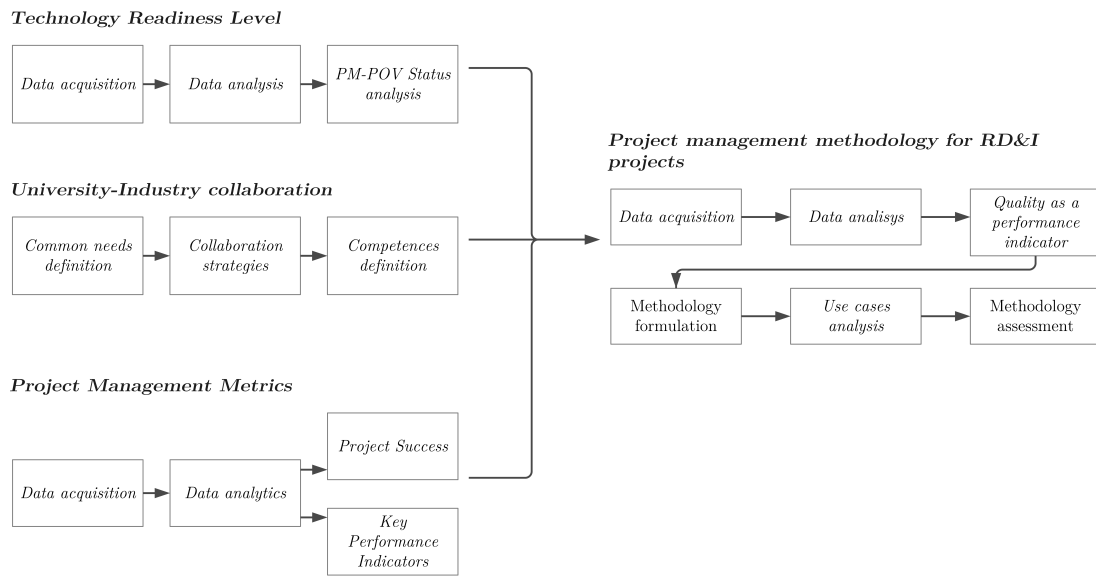 Technology Readiness Level
Data acquisition
Data analysis
PM-POV Status
analysis
University-Industry collaboration
Common needs
definition
Collaboration
strategies
Competences
definition
Project Management Metrics
Data acquisition
Data analytics
Project Success
Key
Performance
Indicators
Project management methodology for RD&I
projects
Data acquisition
Data analisys
Quality as a
performance
indicator
Methodology
formulation
Use cases
analysis
Methodology
assessment